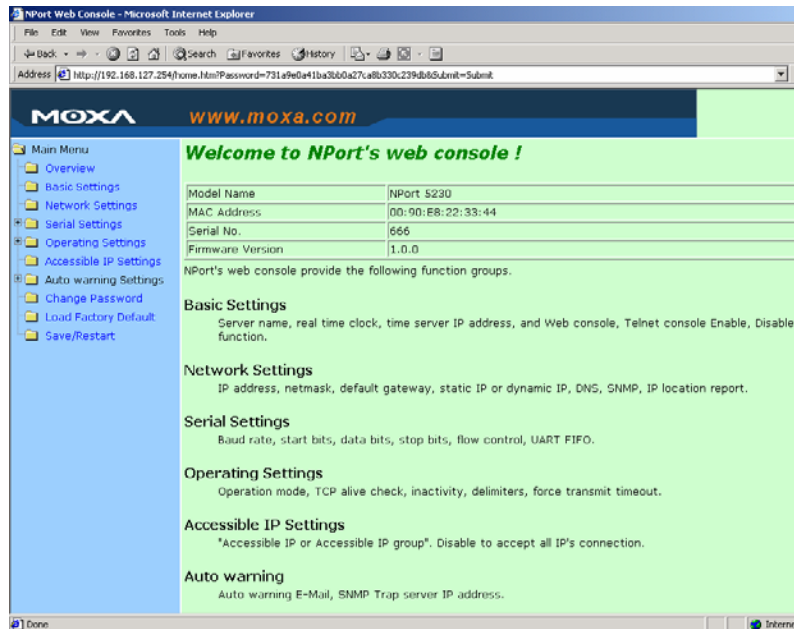 NPort Web Console - Microsoft Internet Explorer
File Edit View Favorites Tools Help
Back Search Favorites History
Address http://192.168.127.254/home.htm?Password=731a9e0a41ba3bb0a27ca8b330c239db&Submit=Submit
MOXA www.moxa.com
Main Menu
Overview
Basic Settings
Network Settings
Serial Settings
Operating Settings
Accessible IP Settings
Auto warning Settings
Change Password
Load Factory Default
Save/Restart
Welcome to NPort's web console !
Model Name NPort 5230
MAC Address 00:90:E8:22:33:44
Serial No. 666
Firmware Version 1.0.0
NPort's web console provide the following function groups.
Basic Settings
Server name, real time clock, time server IP address, and Web console, Telnet console Enable, Disable
function.
Network Settings
IP address, netmask, default gateway, static IP or dynamic IP, DNS, SNMP, IP location report.
Serial Settings
Baud rate, start bits, data bits, stop bits, flow control, UART FIFO.
Operating Settings
Operation mode, TCP alive check, inactivity, delimiters, force transmit timeout.
Accessible IP Settings
"Accessible IP or Accessible IP group". Disable to accept all IP's connection.
Auto warning
Auto warning E-Mail, SNMP Trap server IP address.
Done Interne